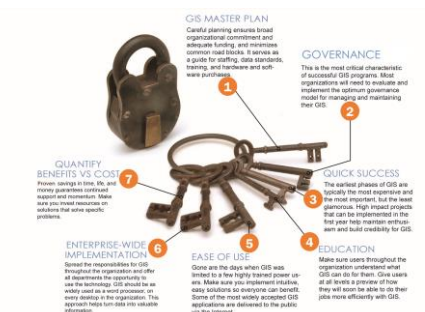 GIS MASTER PLAN
Careful planning ensures broad
organizational commitment and
adequate funding, and minimizes
common road blocks. It serves as
a guide for staffing, data standards,
training, and hardware and soft-
ware purchases
1
GOVERNANCE
This is the most critical characteristic
of successful GIS programs. Most
organizations will need to evaluate and
implement the optimum governance
model for managing and maintaining
their GIS.
2
QUICK SUCCESS
The earliest phases of GIS are
typically the most expensive and
the most important, but the least
glamorous. High impact projects
that can be implemented in the
first year help maintain enthusi-
asm and build credibility for GIS.
3
EDUCATION
Make sure users throughout the
organization understand what
GIS can do for them. Give users
at all levels a preview of how
they will be able to do their
jobs more efficiently with GIS.
4
EASE OF USE
Gone are the days when GIS was
limited to a few highly trained power us-
ers. Make sure you implement intuitive,
easy solutions so everyone can benefit.
Some of the most widely accepted GIS
applications are delivered to the public
via the Internet
5
ENTERPRISE-WIDE
IMPLEMENTATION
Spread the responsibilities for GIS
throughout the organization and offer
all departments the opportunity to
use the technology. GIS should be as
widely used as a word processor, on
every desktop in the organization. This
approach helps turn data into valuable
information
6
QUANTIFY
BENEFITS VS COST
Proven savings in time, life, and
money guarantees continued
support and momentum. Make
sure you invest resources on
solutions that solve specific
problems.
7